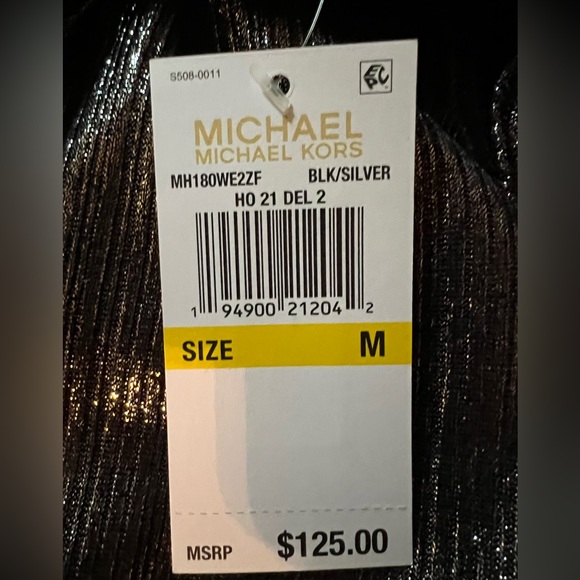 S508-0011
MICHAEL
MICHAEL KORS
MH180WE2ZF BLK/SILVER
HO 21 DEL 2
1 94900 21204 2
SIZE M
MSRP $125.00